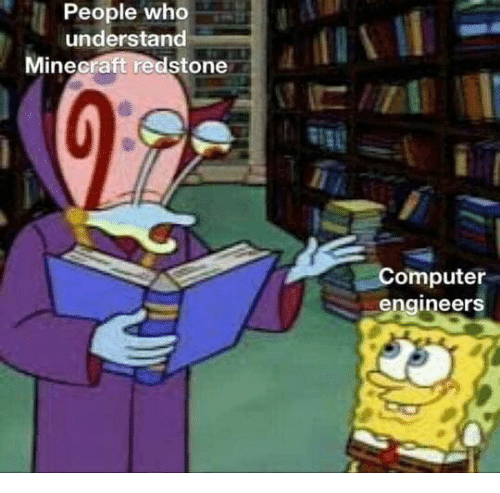 People who
understand
Minecraft redstone
Computer
engineers